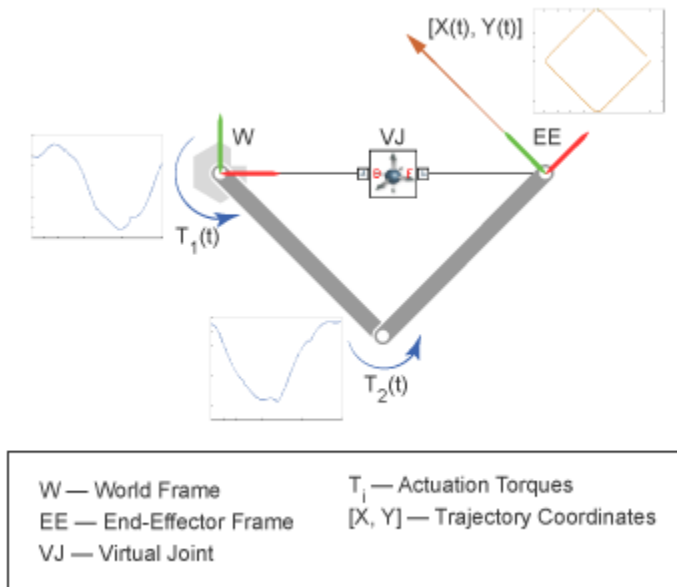 [X(t), Y(t)]
W
VJ
EE
B F
T1(t)
T2(t)
W — World Frame
EE — End-Effector Frame
VJ — Virtual Joint
Ti — Actuation Torques
[X, Y] — Trajectory Coordinates